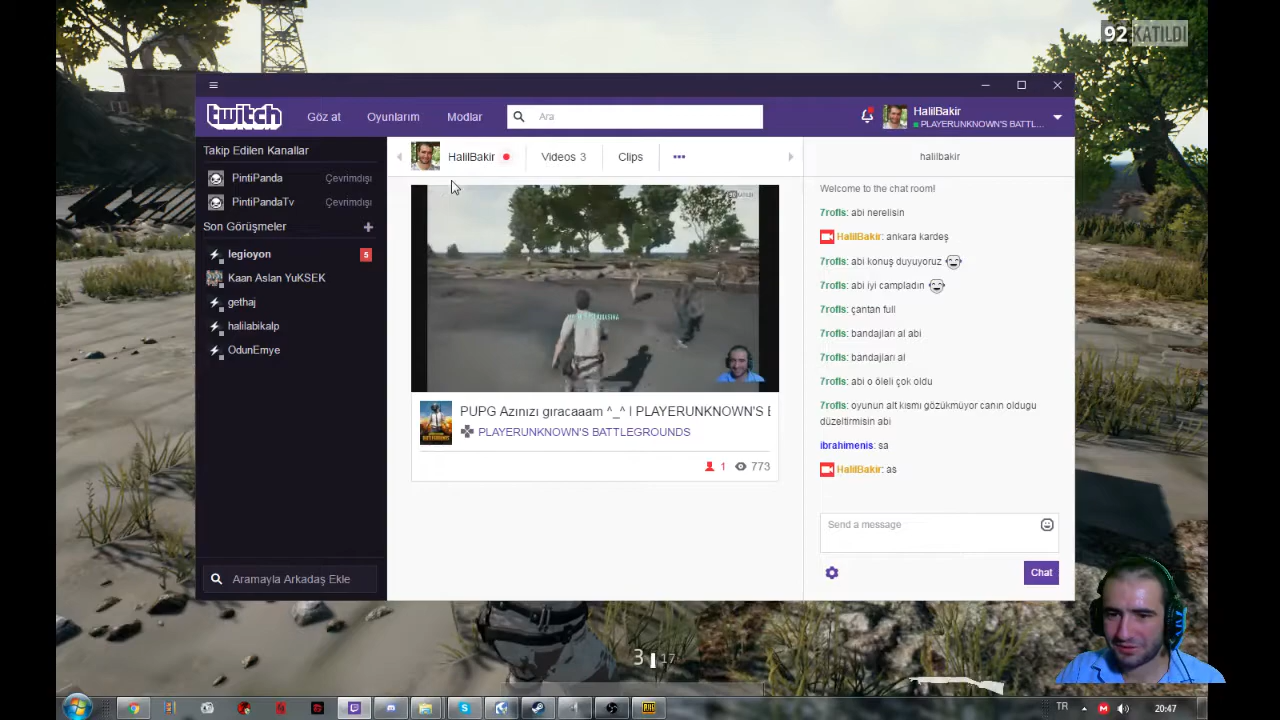 92 KATILDI
twitch
Göz at
Oyunlarım
Modlar
Ara
HalilBakir
PLAYERUNKNOWN'S BATTL...
Takip Edilen Kanallar
PintiPanda Çevrimdışı
PintiPandaTv Çevrimdışı
Son Görüşmeler +
legioyon 5
Kaan Aslan YuKSEK
gethaj
halilabikalp
OdunEmye
Aramayla Arkadaş Ekle
HalilBakir
Videos 3
Clips
PUPG Azınızı gıracaaam ^_^ | PLAYERUNKNOWN'S E
PLAYERUNKNOWN'S BATTLEGROUNDS
1 773
halilbakir
Welcome to the chat room!
7rofls: abi nerelisin
HalilBakir: ankara kardeş
7rofls: abi konuş duyuyoruz
7rofls: abi iyi campladın
7rofls: çantan full
7rofls: bandajları al abi
7rofls: bandajları al
7rofls: abi o öleli çok oldu
7rofls: oyunun alt kısmı gözükmüyor canın oldugu
düzeltirmisin abi
ibrahimenis: sa
HalilBakir: as
Send a message
Chat
3 17
TR
20:47